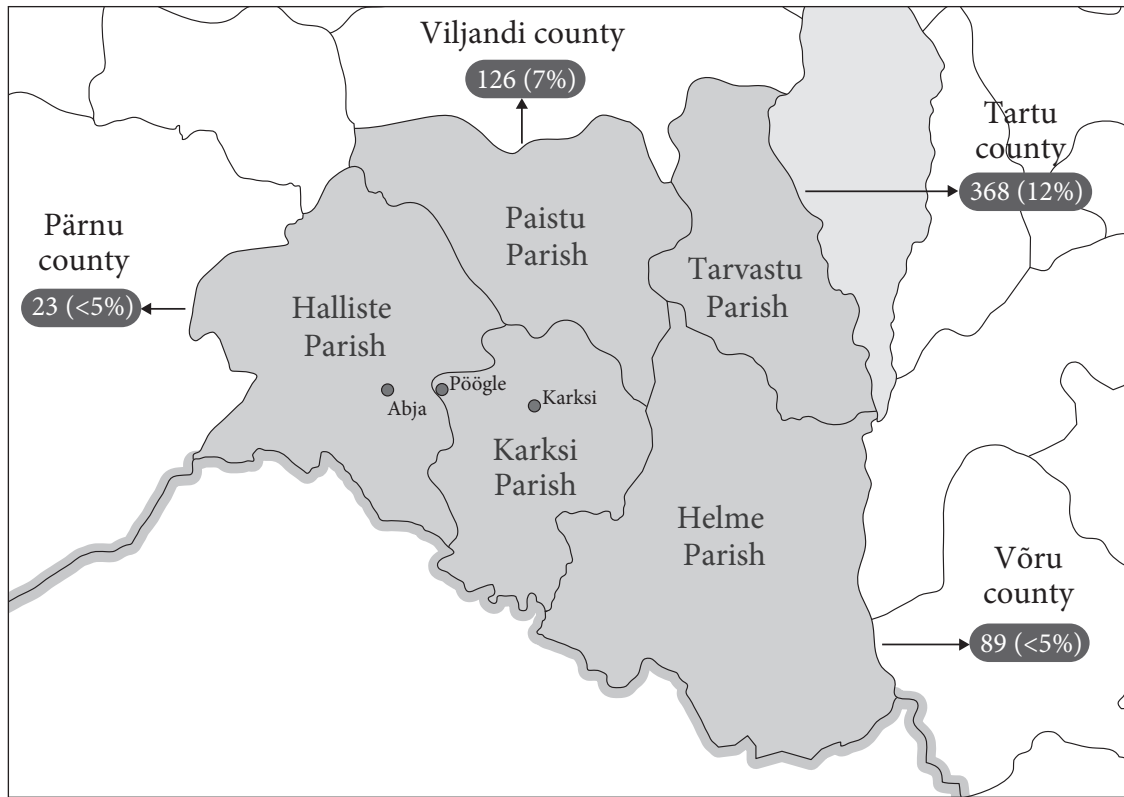 Viljandi county
126 (7%)
Tartu
county
368 (12%)
Pärnu
county
23 (<5%)
Paistu
Parish
Tarvastu
Parish
Halliste
Parish
Abja
Pöögle
Karksi
Karksi
Parish
Helme
Parish
Võru
county
89 (<5%)